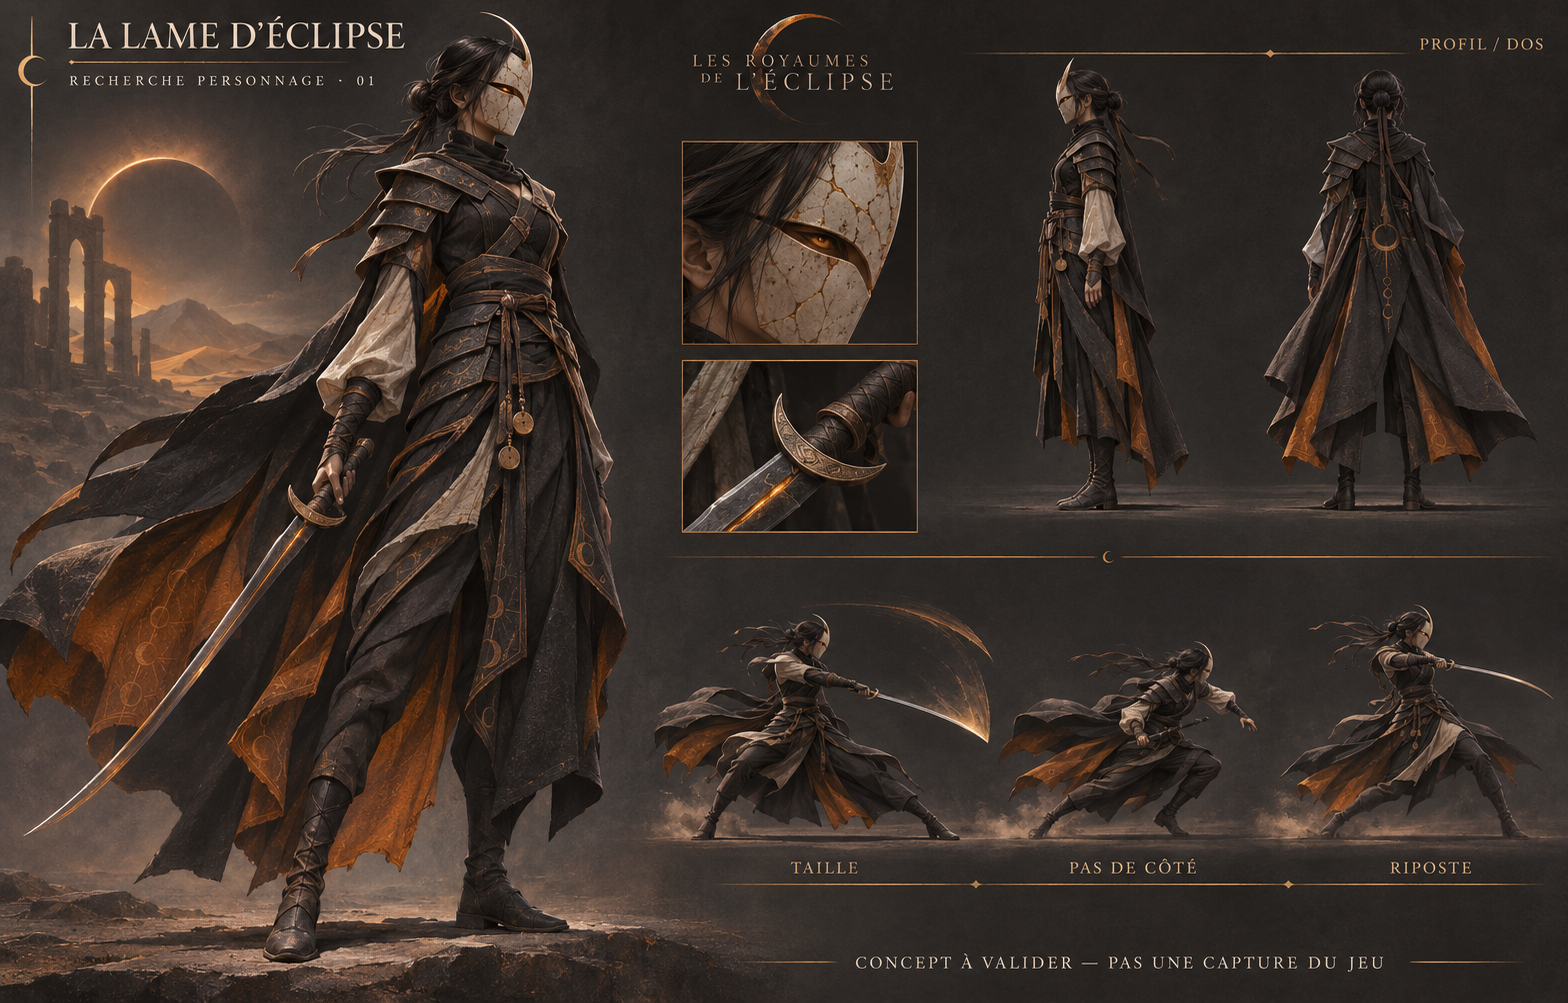 LA LAME D'ÉCLIPSE
RECHERCHE PERSONNAGE · 01
LES ROYAUMES
DE L'ÉCLIPSE
PROFIL / DOS
TAILLE
PAS DE CÔTÉ
RIPOSTE
CONCEPT À VALIDER — PAS UNE CAPTURE DU JEU